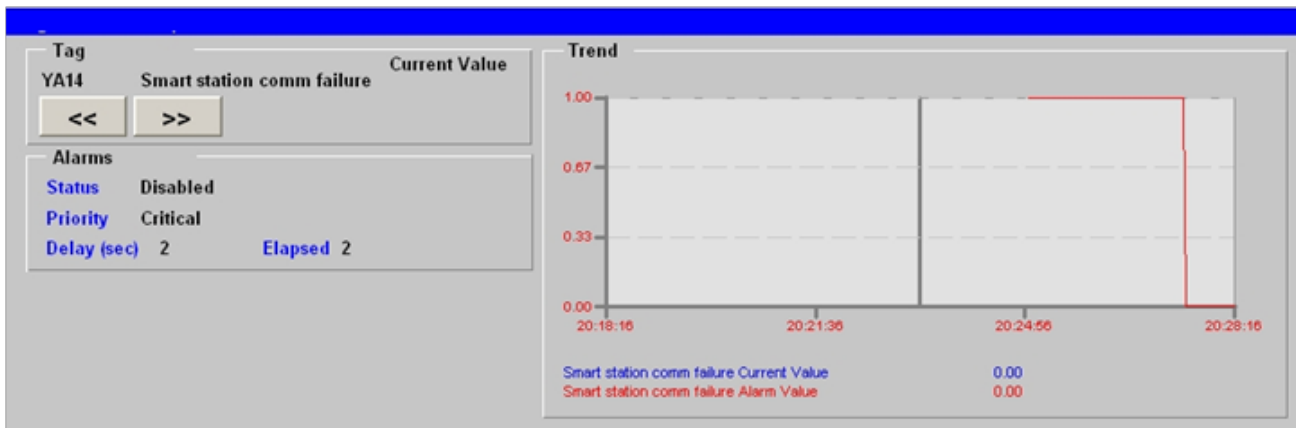 Tag
Current Value
YA14 Smart station comm failure
<< >>
Alarms
Status Disabled
Priority Critical
Delay (sec) 2 Elapsed 2
Trend
1.00
0.67
0.33
0.00
20:18:16 20:21:36 20:24:56 20:28:16
Smart station comm failure Current Value 0.00
Smart station comm failure Alarm Value 0.00